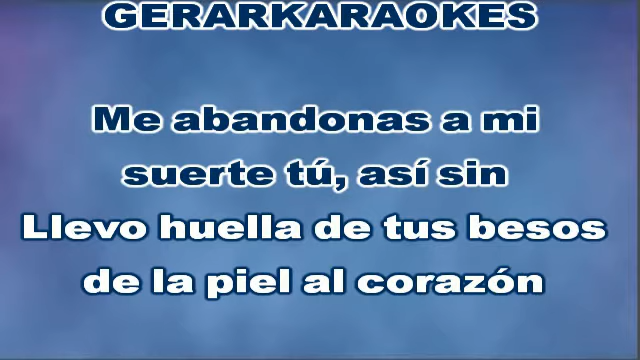 GERARKARAOKES
Me abandonas a mi
suerte tú, así sin
Llevo huella de tus besos
de la piel al corazón